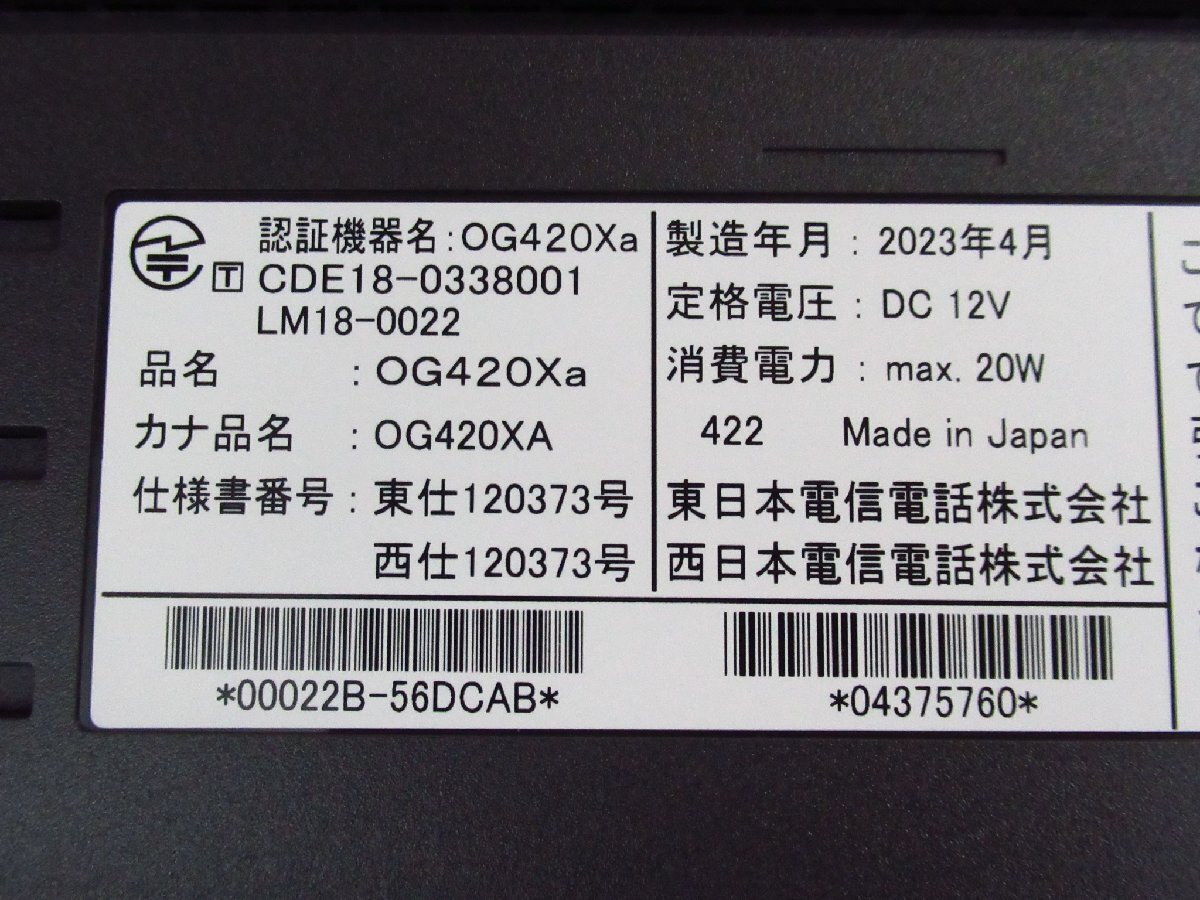 認証機器名:OG420Xa
T CDE18-0338001
LM18-0022
品名 : OG420Xa
カナ品名 : OG420XA
仕様書番号 : 東仕120373号
西仕120373号
製造年月 : 2023年4月
定格電圧 : DC 12V
消費電力 : max. 20W
422 Made in Japan
東日本電信電話株式会社
西日本電信電話株式会社
*00022B-56DCAB*
*04375760*